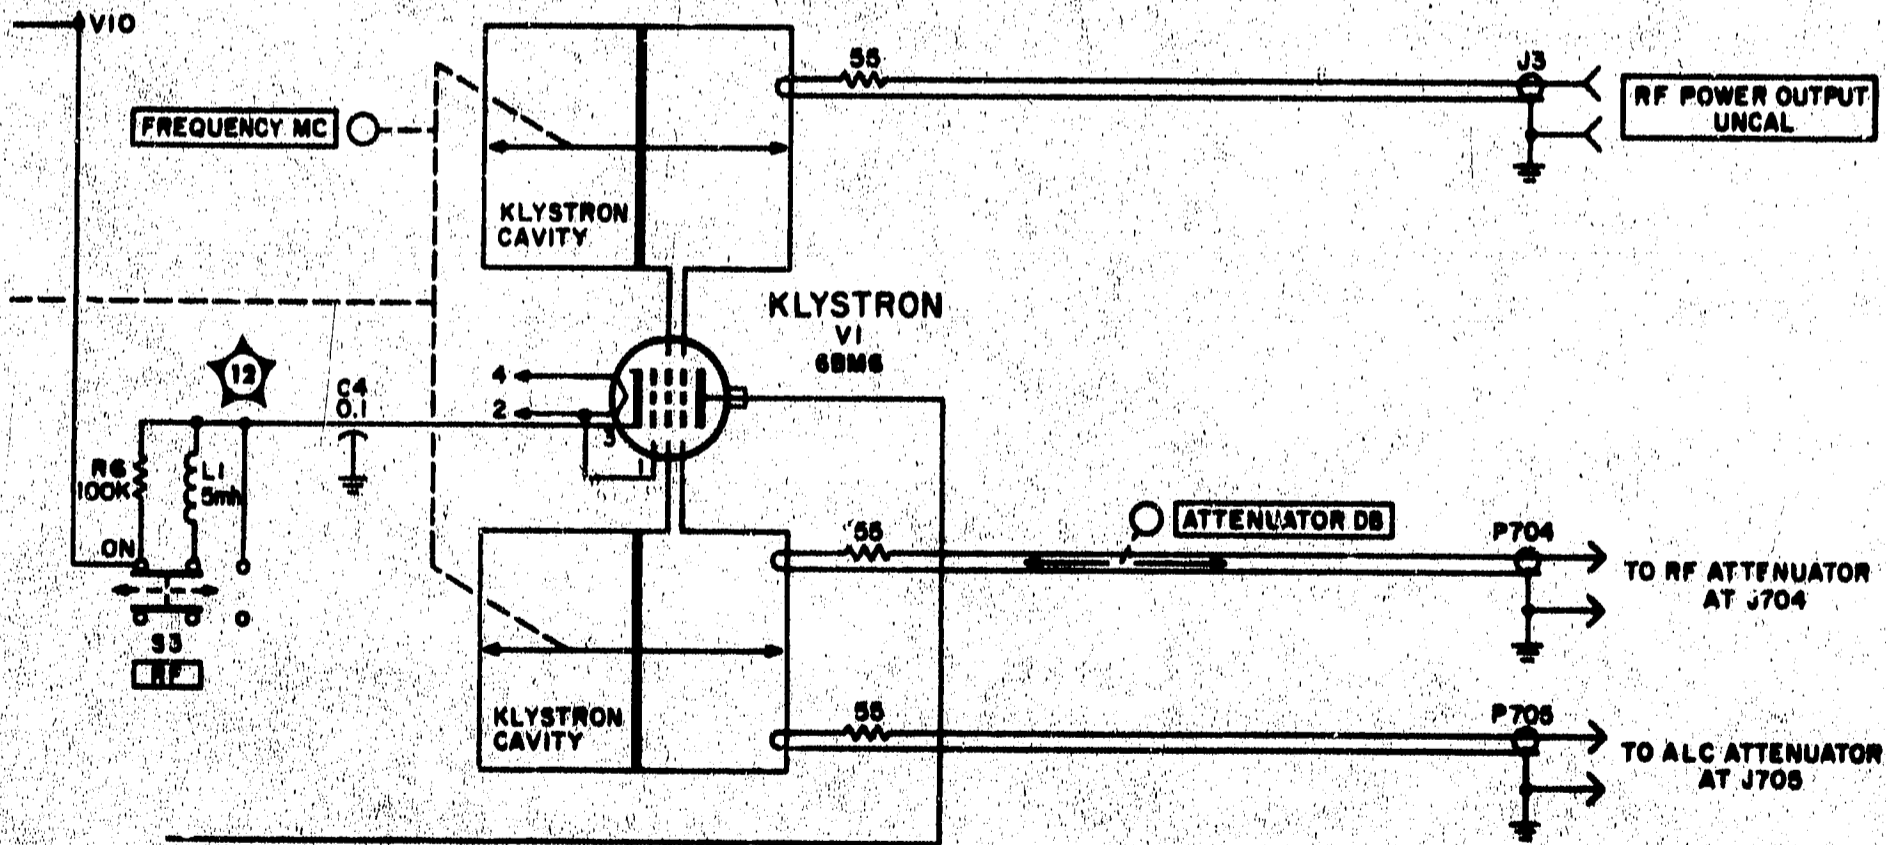 V10
55
J3
RF POWER OUTPUT
UNCAL
FREQUENCY MC
KLYSTRON
CAVITY
KLYSTRON
V1
6BM6
12
C4
0.1
4
2
3
1
R6
100K
L1
5mh
ON
S3
RF
55
ATTENUATOR DB
P704
TO RF ATTENUATOR
AT J704
KLYSTRON
CAVITY
55
P705
TO ALC ATTENUATOR
AT J705